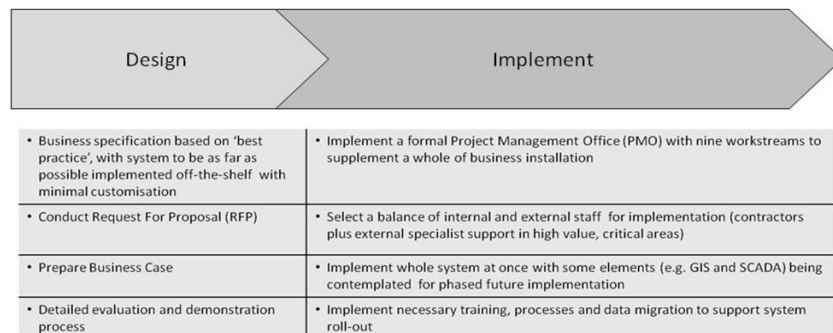 Design
Implement
• Business specification based on ‘best
practice’, with system to be as far as
possible implemented off-the-shelf with
minimal customisation
• Implement a formal Project Management Office (PMO) with nine workstreams to
supplement a whole of business installation
• Conduct Request For Proposal (RFP)
• Select a balance of internal and external staff for implementation (contractors
plus external specialist support in high value, critical areas)
• Prepare Business Case
• Implement whole system at once with some elements (e.g. GIS and SCADA) being
contemplated for phased future implementation
• Detailed evaluation and demonstration
process
• Implement necessary training, processes and data migration to support system
roll-out